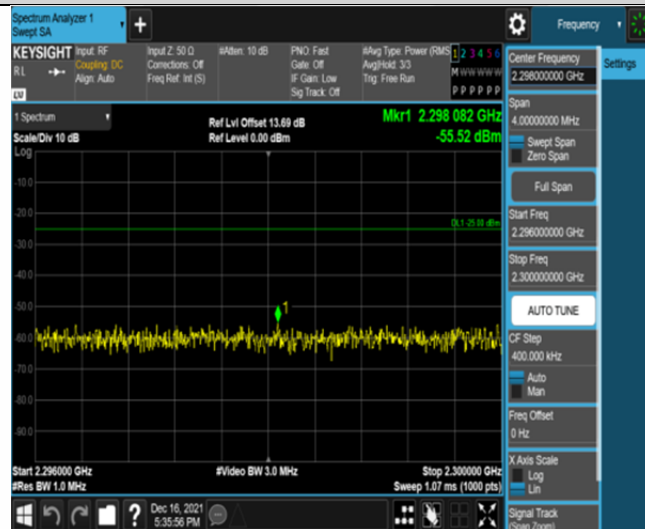 Spectrum Analyzer 1
Swept SA
+
Frequency
KEYSIGHT
RL
Input: RF
Coupling: DC
Align: Auto
Input Z: 50 Ω
Corrections: Off
Freq Ref: Int (S)
#Atten: 10 dB
PNO: Fast
Gate: Off
IF Gain: Low
Sig Track: Off
#Avg Type: Power (RMS
Avg|Hold: 3/3
Trig: Free Run
1 2 3 4 5 6
M W W W W W
P P P P P P
LXI
1 Spectrum
Scale/Div 10 dB
Log
Ref Lvl Offset 13.69 dB
Ref Level 0.00 dBm
Mkr1 2.298 082 GHz
-55.52 dBm
-10.0
-20.0
DL1 -25.00 dBm
-30.0
-40.0
-50.0
1
-60.0
-70.0
-80.0
-90.0
Start 2.296000 GHz
#Res BW 1.0 MHz
#Video BW 3.0 MHz
Stop 2.300000 GHz
Sweep 1.07 ms (1000 pts)
?
Dec 16, 2021
5:35:56 PM
Center Frequency
2.298000000 GHz
Settings
Span
4.00000000 MHz
Swept Span
Zero Span
Full Span
Start Freq
2.296000000 GHz
Stop Freq
2.300000000 GHz
AUTO TUNE
CF Step
400.000 kHz
Auto
Man
Freq Offset
0 Hz
X Axis Scale
Log
Lin
Signal Track
(Span Zoom)